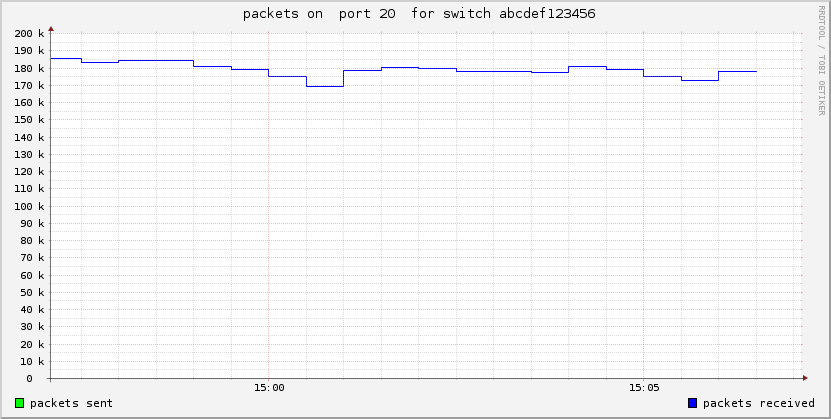 packets on  port 20  for switch abcdef123456
RRDTOOL / TOBI OETIKER
200 k
190 k
180 k
170 k
160 k
150 k
140 k
130 k
120 k
110 k
100 k
90 k
80 k
70 k
60 k
50 k
40 k
30 k
20 k
10 k
0
15:00 15:05
packets sent packets received